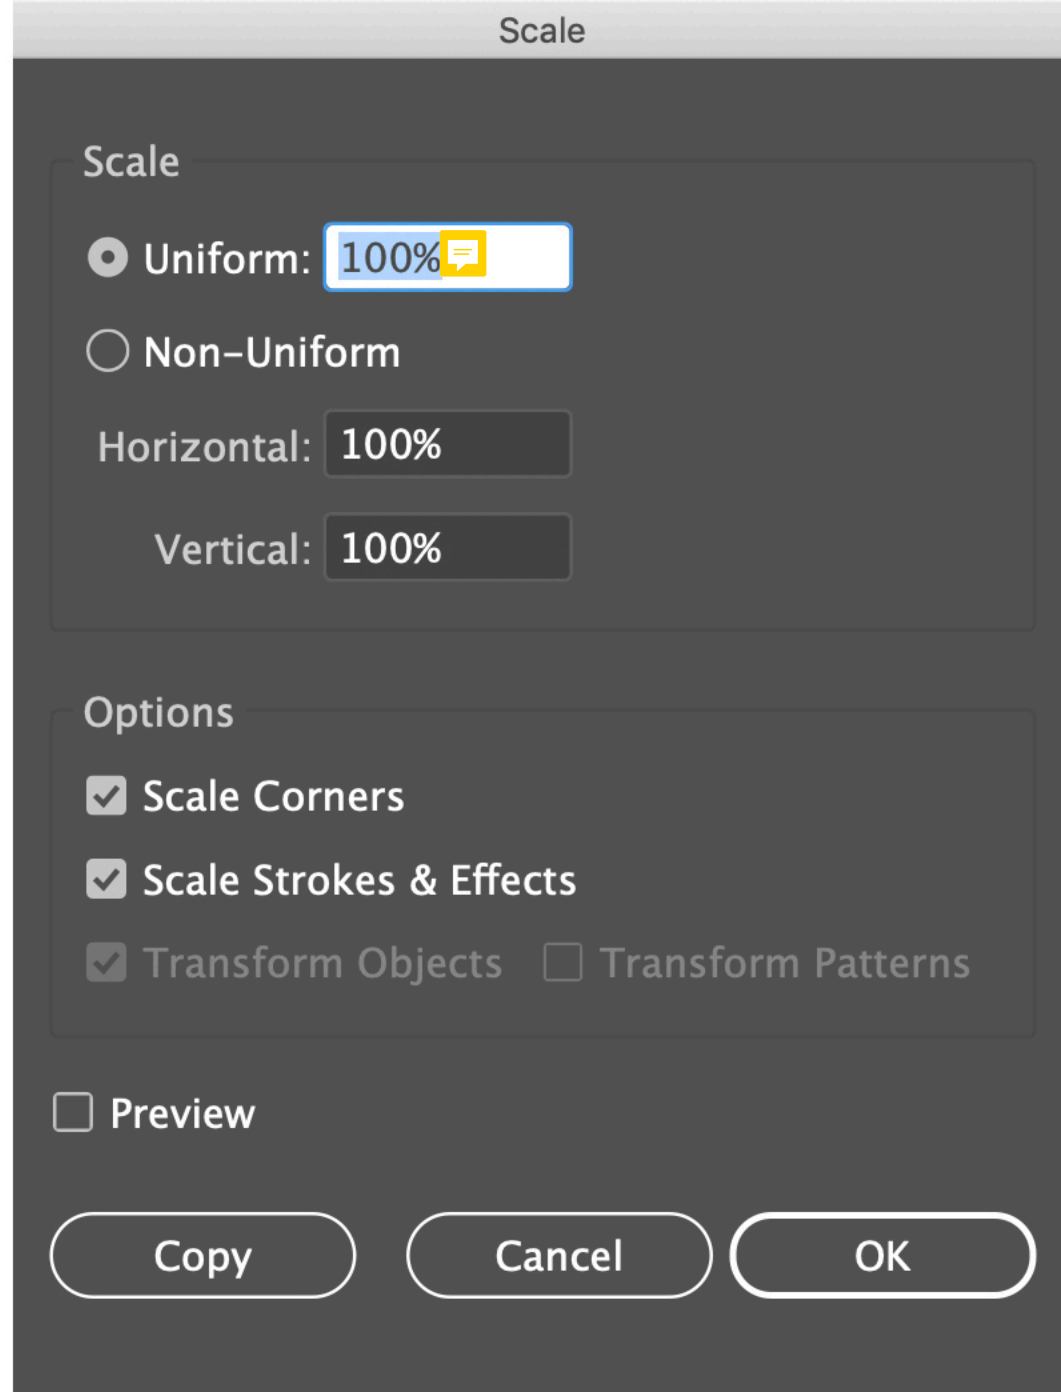 Scale
Scale
Uniform: 100%
Non-Uniform
Horizontal: 100%
Vertical: 100%
Options
Scale Corners
Scale Strokes & Effects
Transform Objects Transform Patterns
Preview
Copy Cancel OK